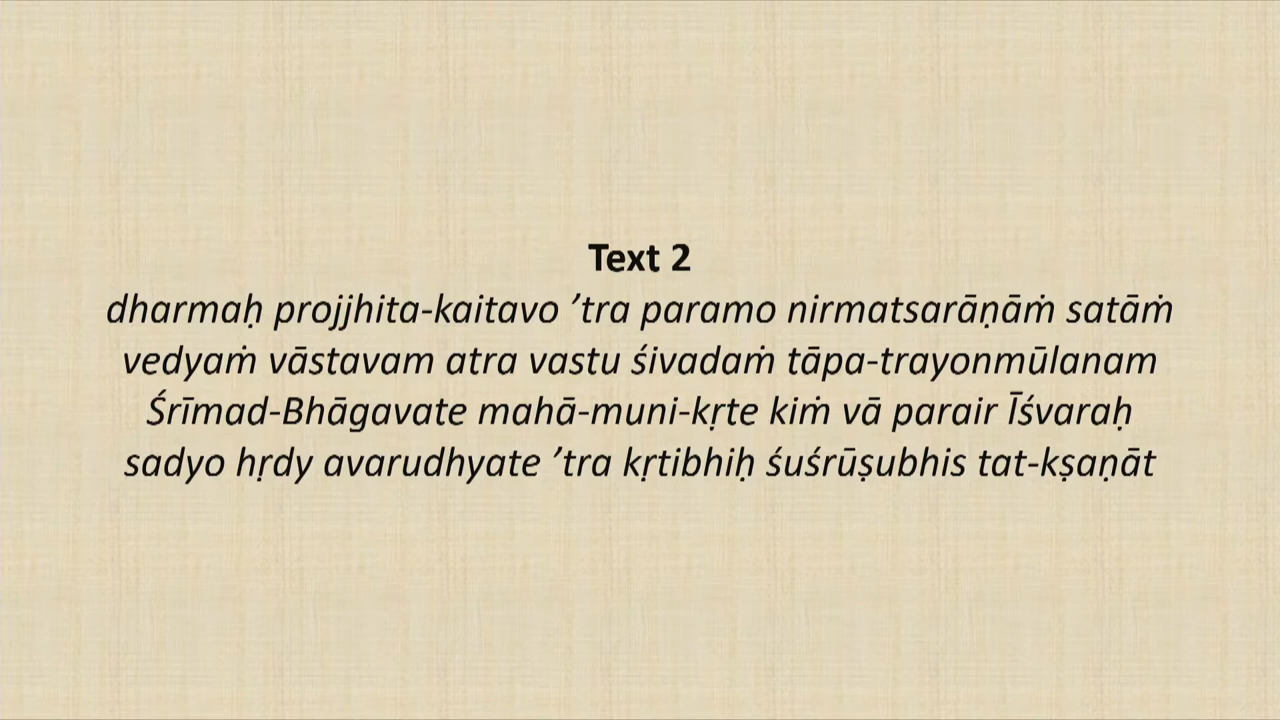 Text 2
dharmaḥ projjhita-kaitavo ’tra paramo nirmatsarāṇāṁ satāṁ
vedyaṁ vāstavam atra vastu śivadaṁ tāpa-trayonmūlanam
Śrīmad-Bhāgavate mahā-muni-kṛte kiṁ vā parair Īśvaraḥ
sadyo hṛdy avarudhyate ’tra kṛtibhiḥ śuśrūṣubhis tat-kṣaṇāt